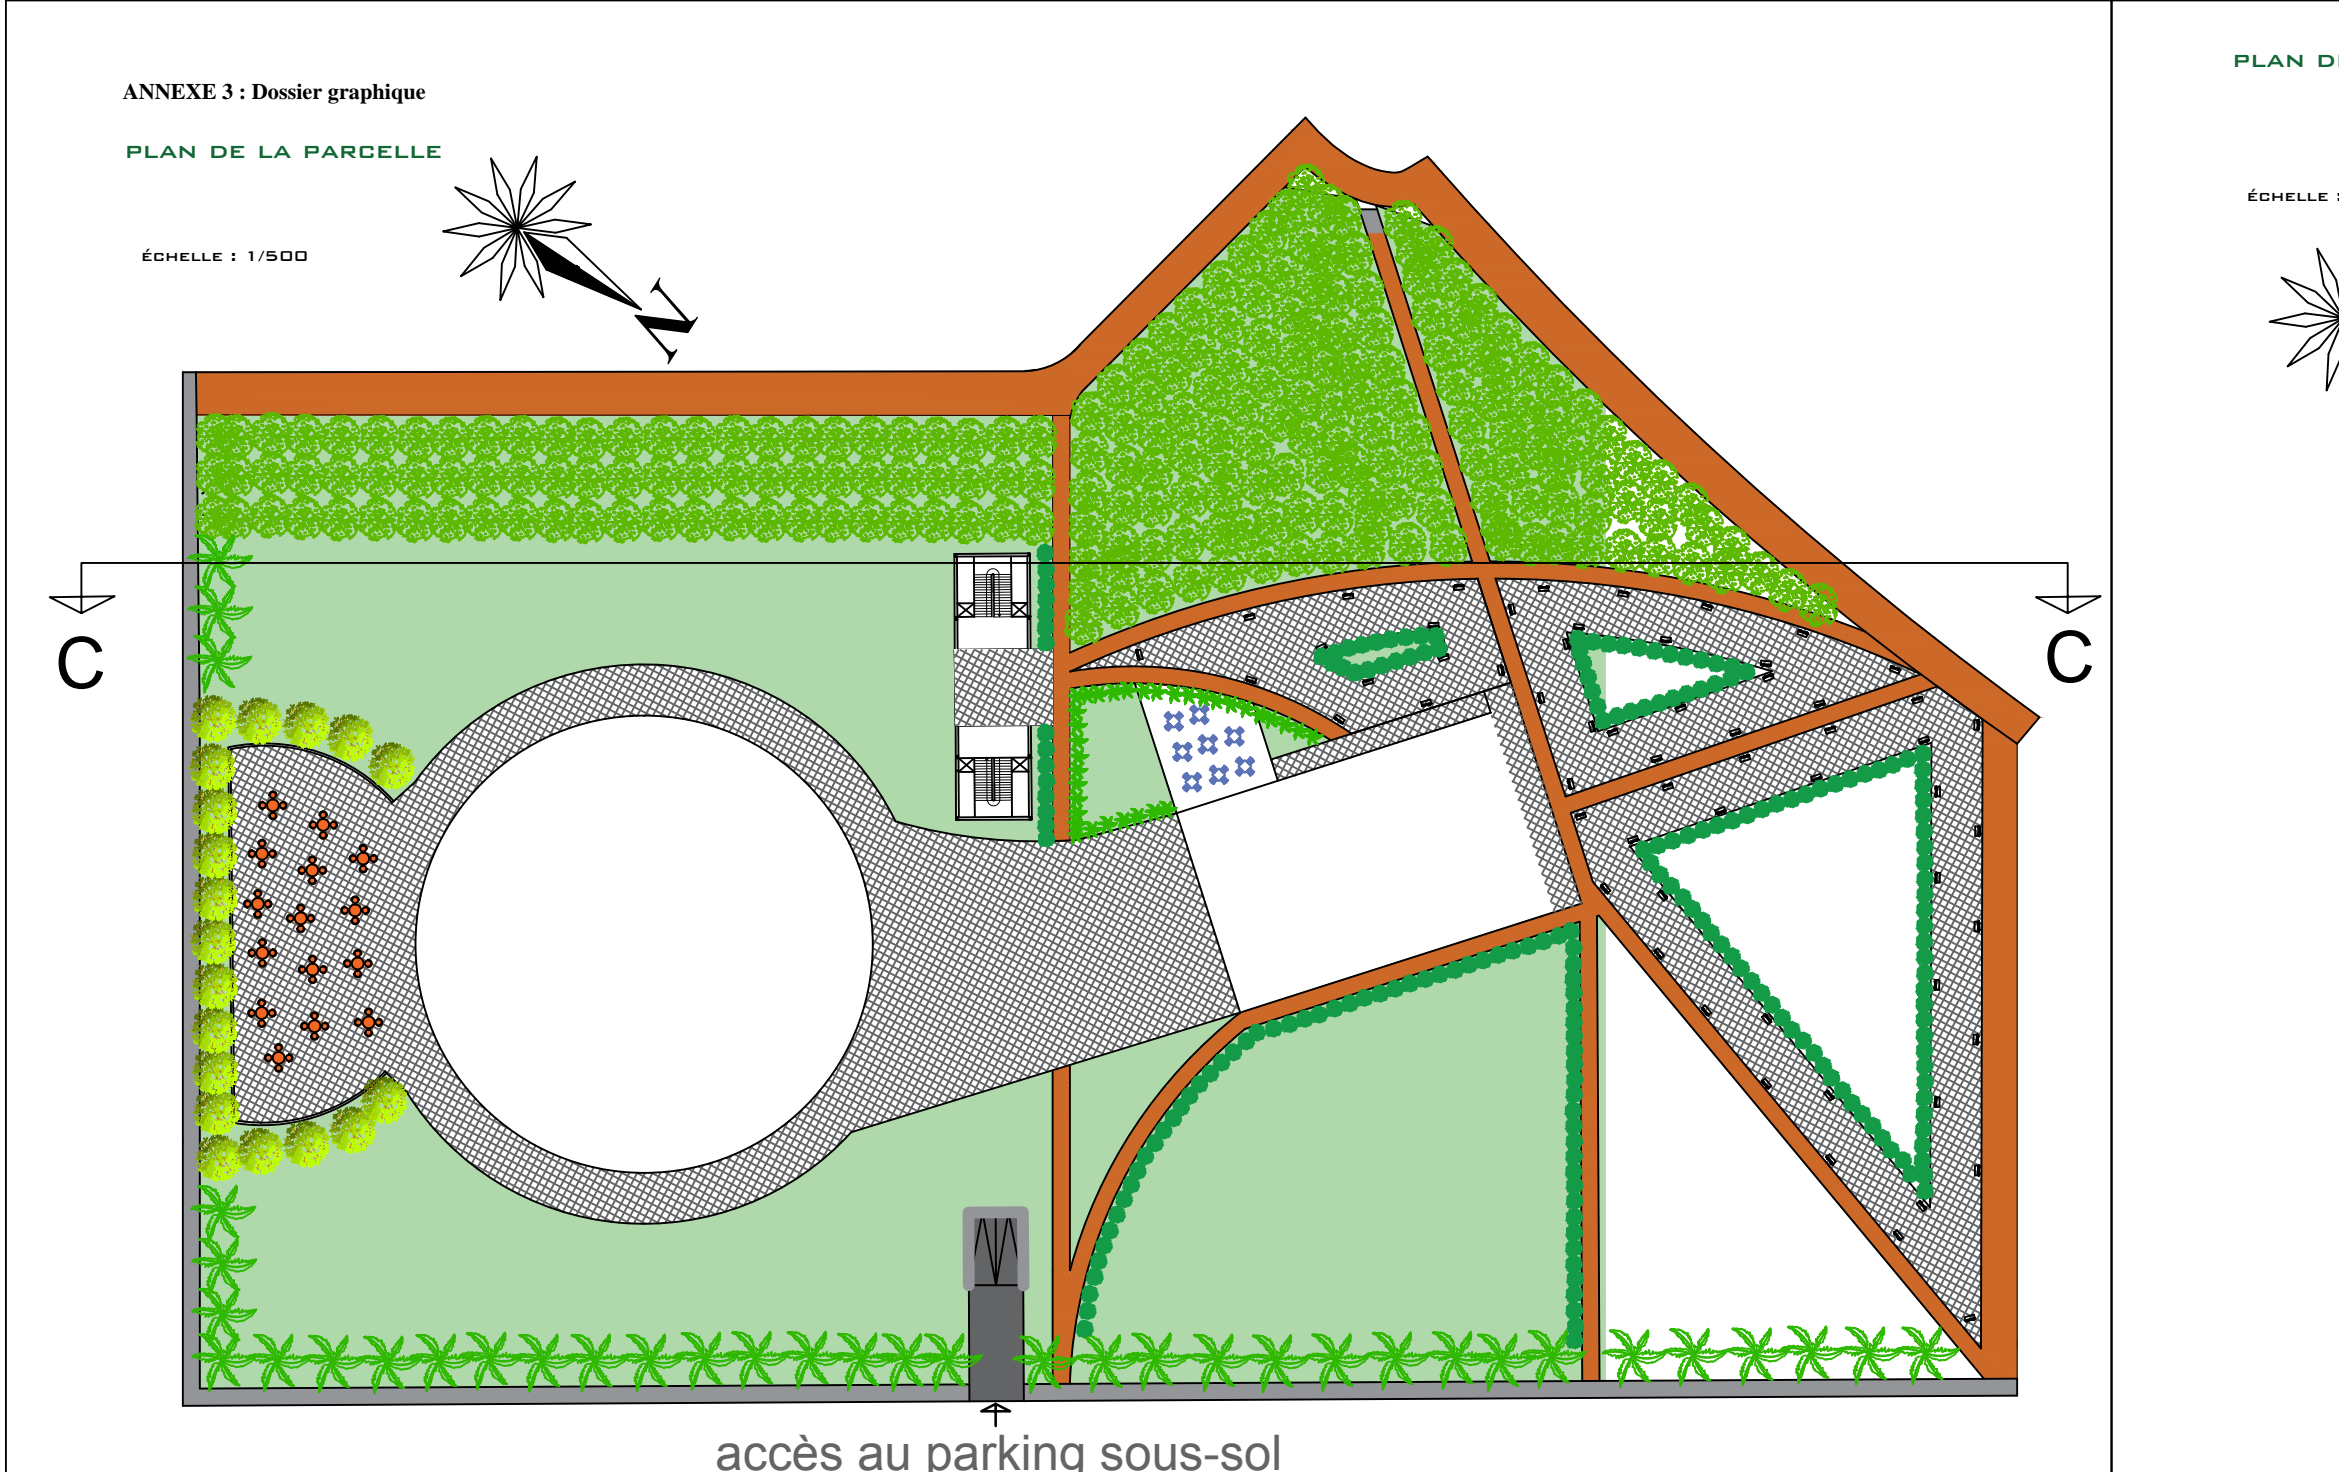 ANNEXE 3 : Dossier graphique
PLAN DE LA PARCELLE
ÉCHELLE : 1/500
N
C
C
accès au parking sous-sol
PLAN
ÉCHELLE :